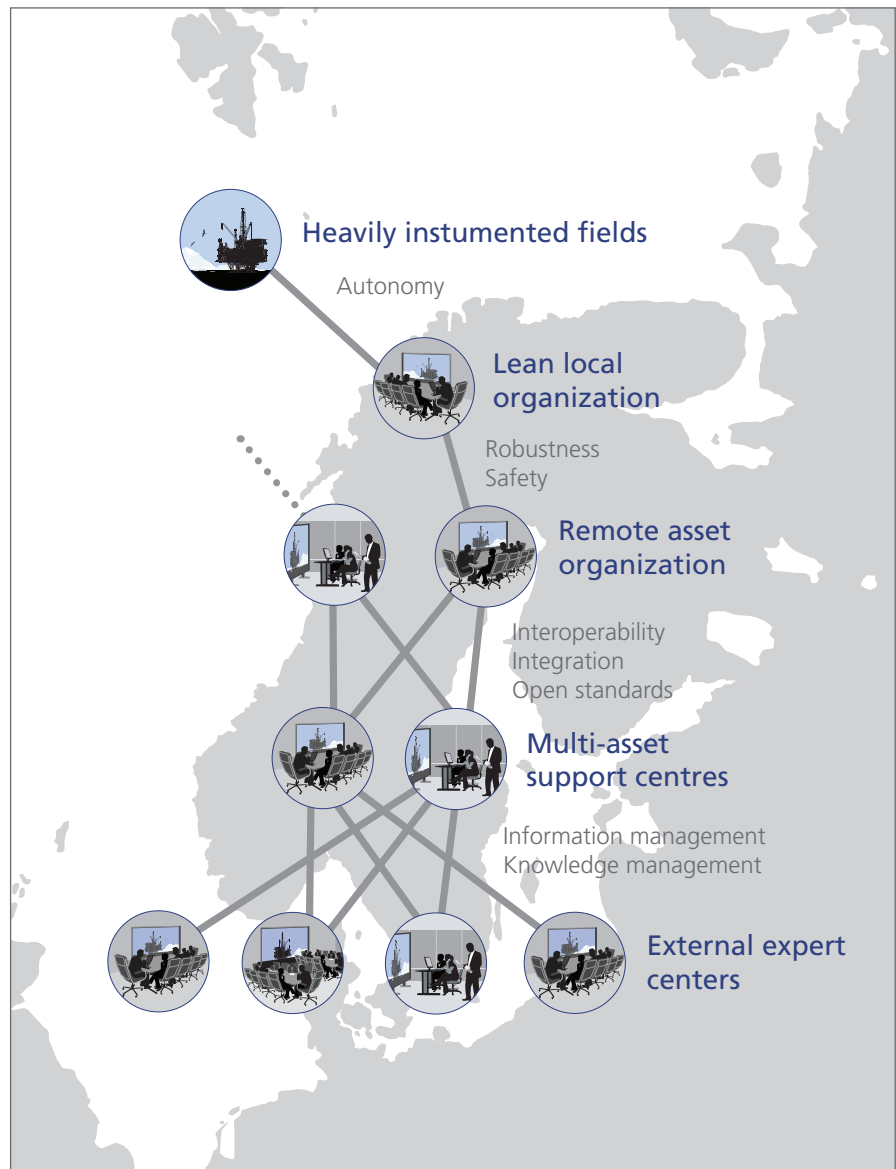 Heavily instumented fields
Autonomy
Lean local
organization
Robustness
Safety
Remote asset
organization
Interoperability
Integration
Open standards
Multi-asset
support centres
Information management
Knowledge management
External expert
centers